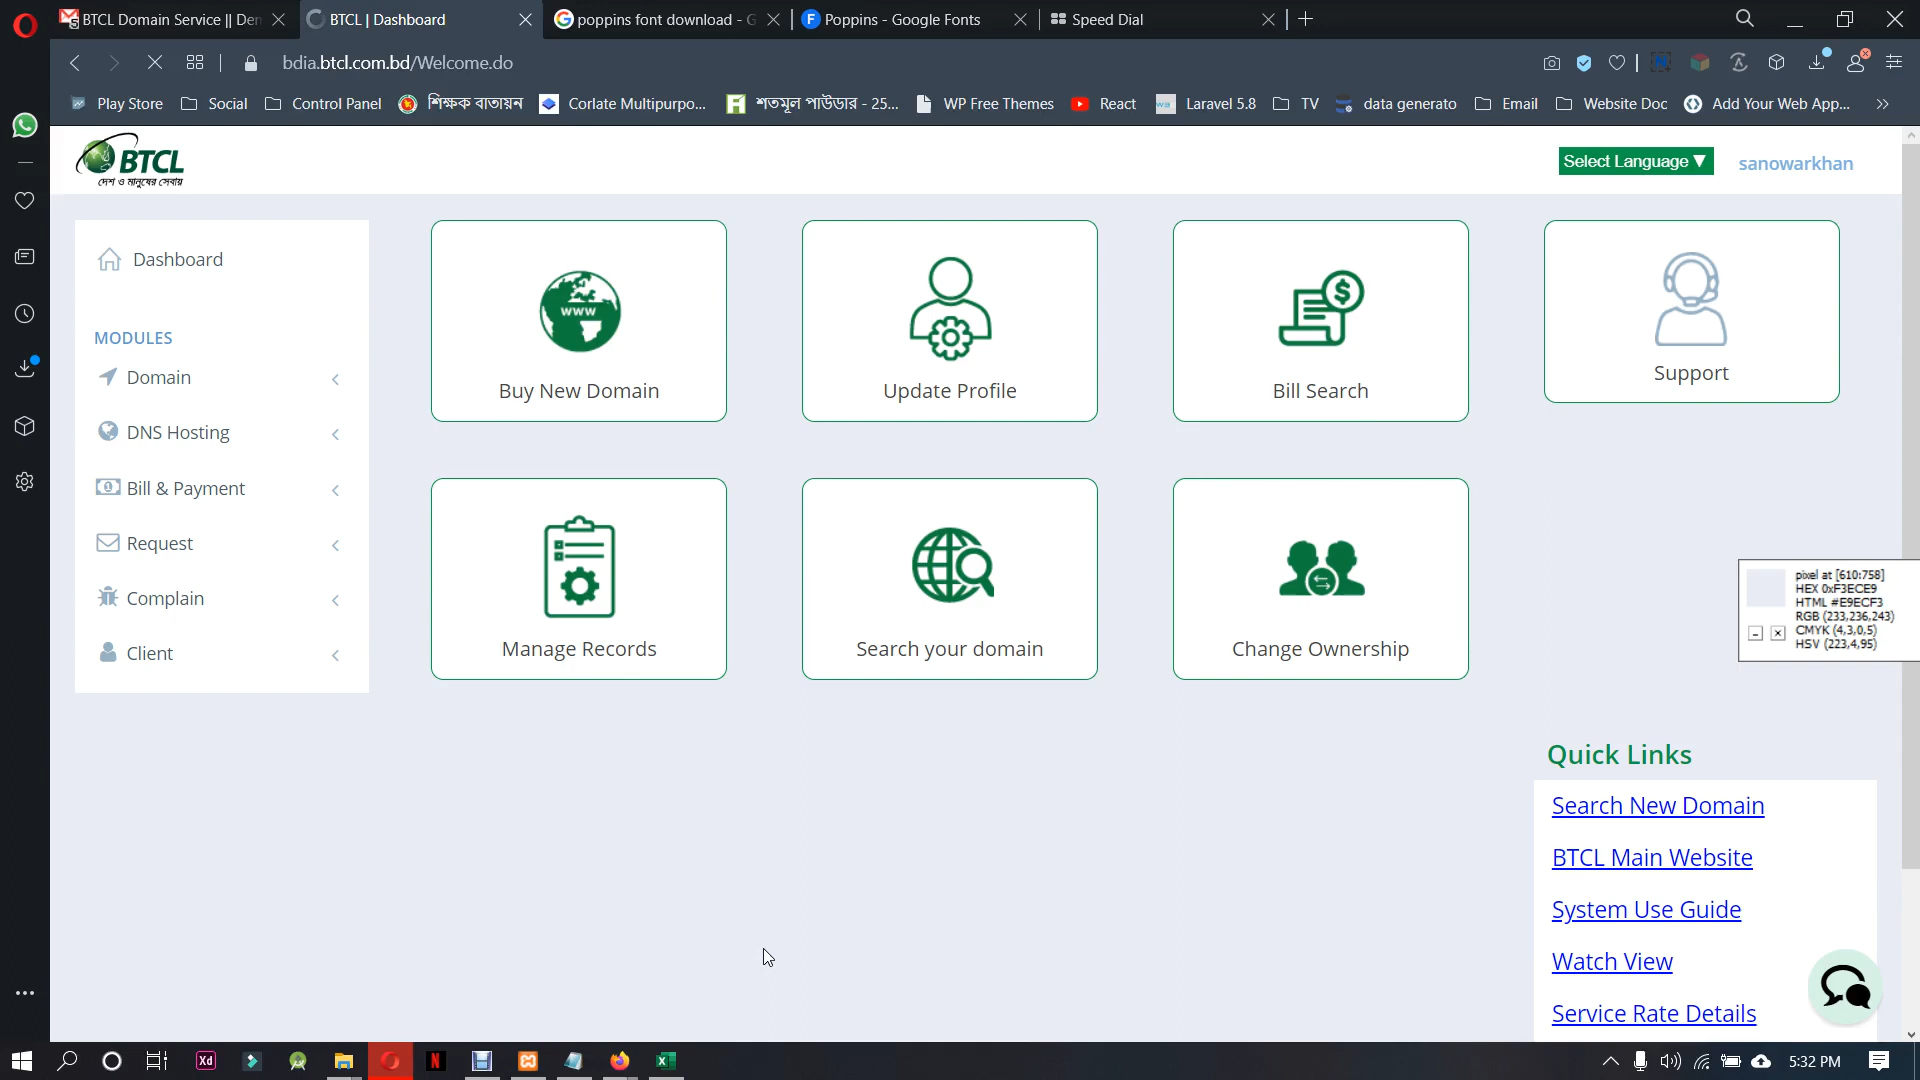 BTCL Domain Service || Der
BTCL | Dashboard
poppins font download - G
Poppins - Google Fonts
Speed Dial
bdia.btcl.com.bd/Welcome.do
Play Store
Social
Control Panel
শিক্ষক বাতায়ন
Corlate Multipurpo...
শতমূল পাউডার - 25...
WP Free Themes
React
Laravel 5.8
TV
data generato
Email
Website Doc
Add Your Web App...
BTCL
দেশ ও মানুষের সেবায়
Select Language ▼
sanowarkhan
Dashboard
MODULES
Domain
DNS Hosting
Bill & Payment
Request
Complain
Client
www
Buy New Domain
Update Profile
$
Bill Search
Support
Manage Records
Search your domain
Change Ownership
pixel at [610:758]
HEX 0xF3ECE9
HTML #E9ECF3
RGB (233,236,243)
CMYK (4,3,0,5)
HSV (223,4,95)
Quick Links
Search New Domain
BTCL Main Website
System Use Guide
Watch View
Service Rate Details
Xd
N
5:32 PM